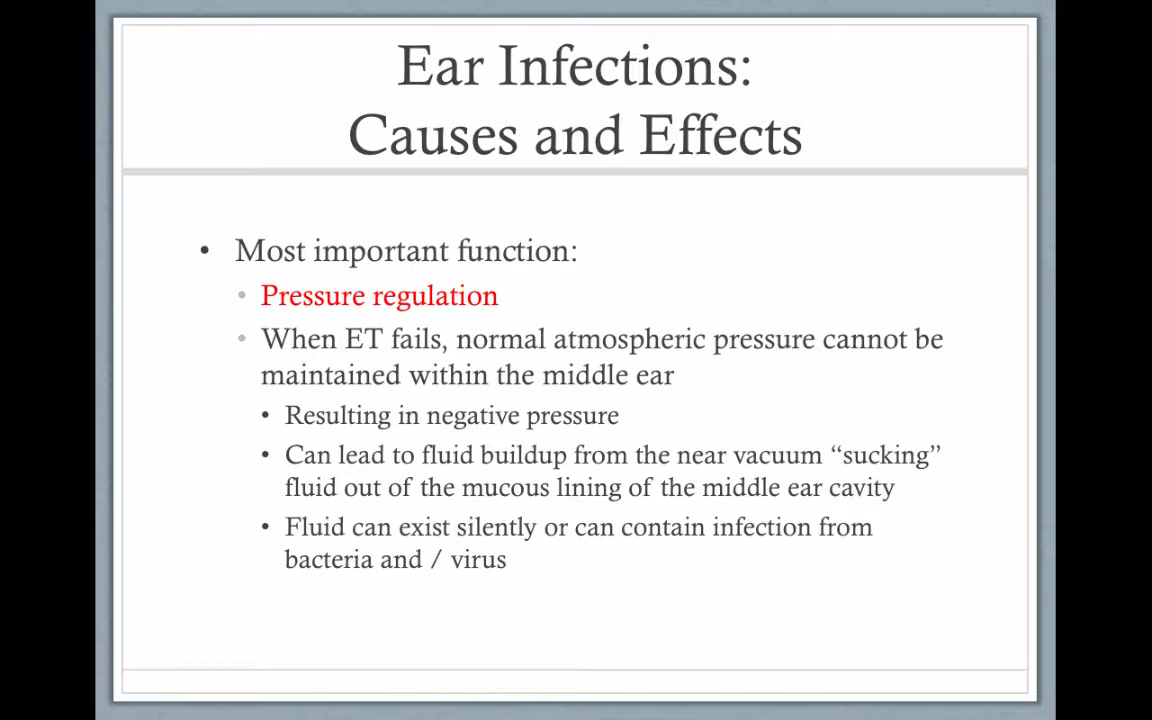 Ear Infections:
Causes and Effects
• Most important function:
• Pressure regulation
• When ET fails, normal atmospheric pressure cannot be
maintained within the middle ear
• Resulting in negative pressure
• Can lead to fluid buildup from the near vacuum “sucking”
fluid out of the mucous lining of the middle ear cavity
• Fluid can exist silently or can contain infection from
bacteria and / virus